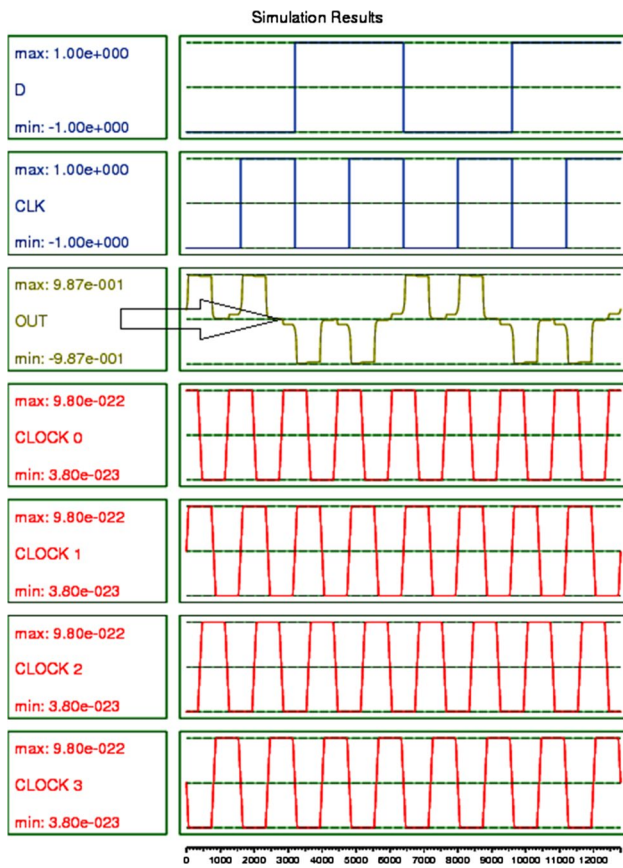 Simulation Results
max: 1.00e+000
D
min: -1.00e+000
max: 1.00e+000
CLK
min: -1.00e+000
max: 9.87e-001
OUT
min: -9.87e-001
max: 9.80e-022
CLOCK 0
min: 3.80e-023
max: 9.80e-022
CLOCK 1
min: 3.80e-023
max: 9.80e-022
CLOCK 2
min: 3.80e-023
max: 9.80e-022
CLOCK 3
min: 3.80e-023
0 1000 2000 3000 4000 5000 6000 7000 8000 9000 10000 11000 12000